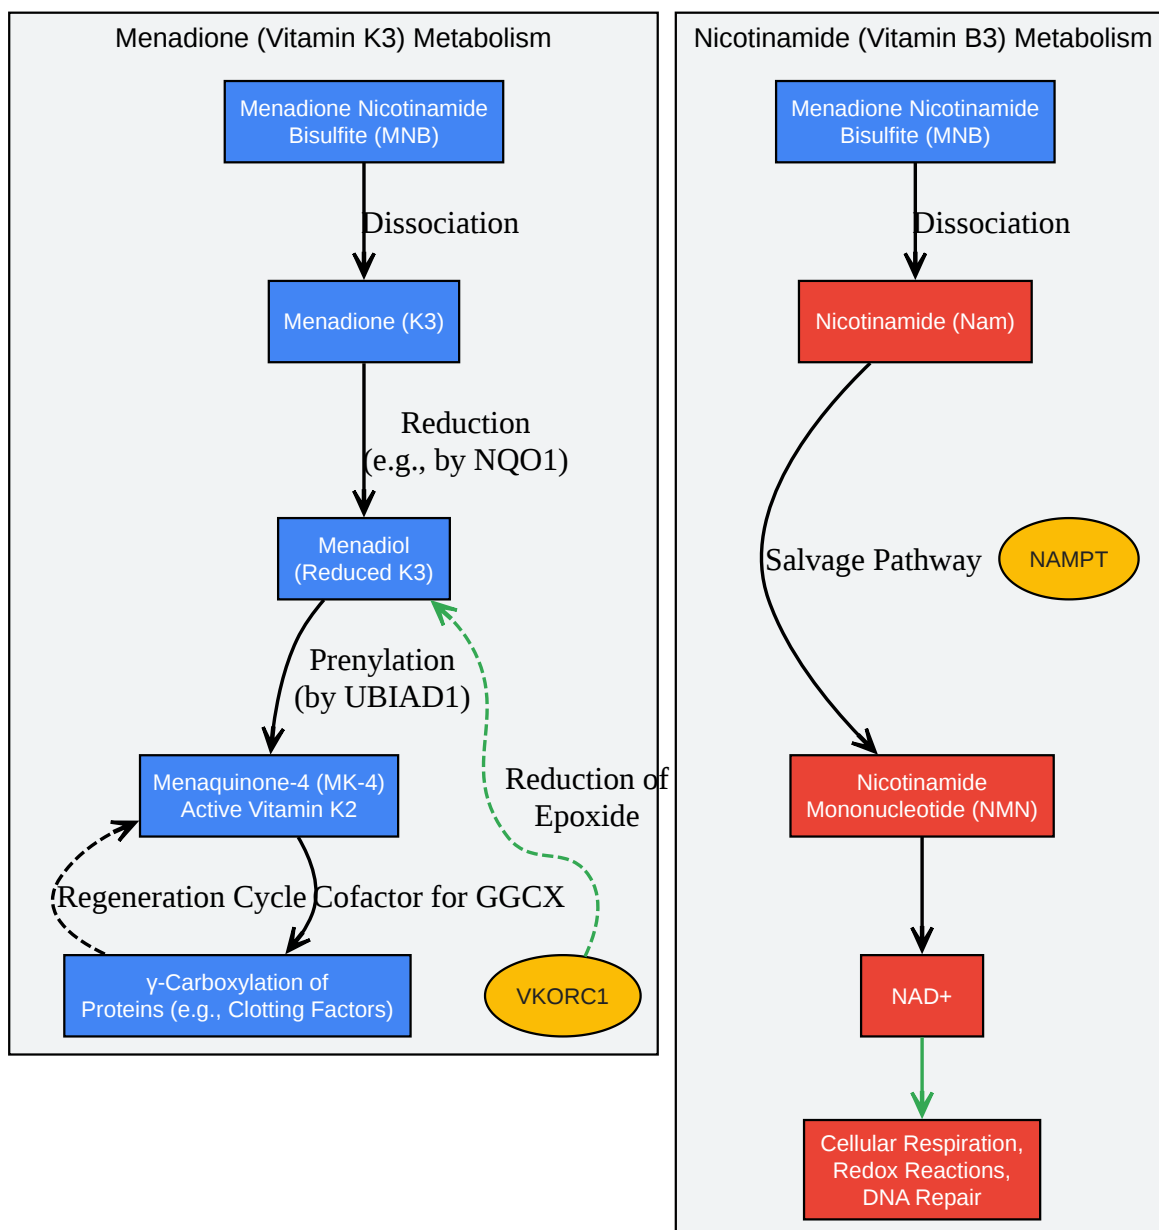 Menadione (Vitamin K3) Metabolism
Menadione Nicotinamide
Bisulfite (MNB)
Dissociation
Menadione (K3)
Reduction
(e.g., by NQO1)
Menadiol
(Reduced K3)
Prenylation
(by UBIAD1)
Menaquinone-4 (MK-4)
Active Vitamin K2
Reduction of
Epoxide
Regeneration Cycle
Cofactor for GGCX
γ-Carboxylation of
Proteins (e.g., Clotting Factors)
VKORC1
Nicotinamide (Vitamin B3) Metabolism
Menadione Nicotinamide
Bisulfite (MNB)
Dissociation
Nicotinamide (Nam)
Salvage Pathway
NAMPT
Nicotinamide
Mononucleotide (NMN)
NAD+
Cellular Respiration,
Redox Reactions,
DNA Repair